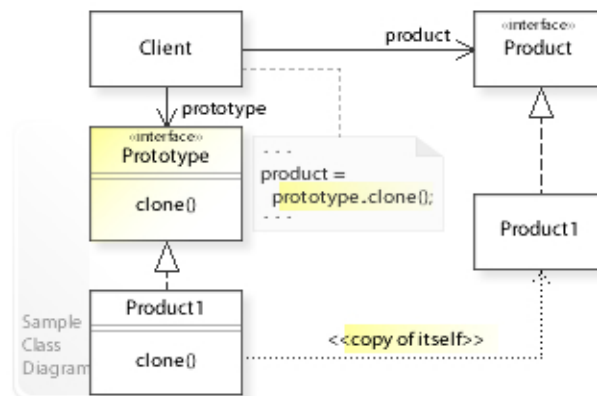 Client
product
«interface»
Product
prototype
«interface»
Prototype
clone()
- - -
product =
prototype.clone();
- - -
Product1
Product1
clone()
<<copy of itself>>
Sample
Class
Diagram